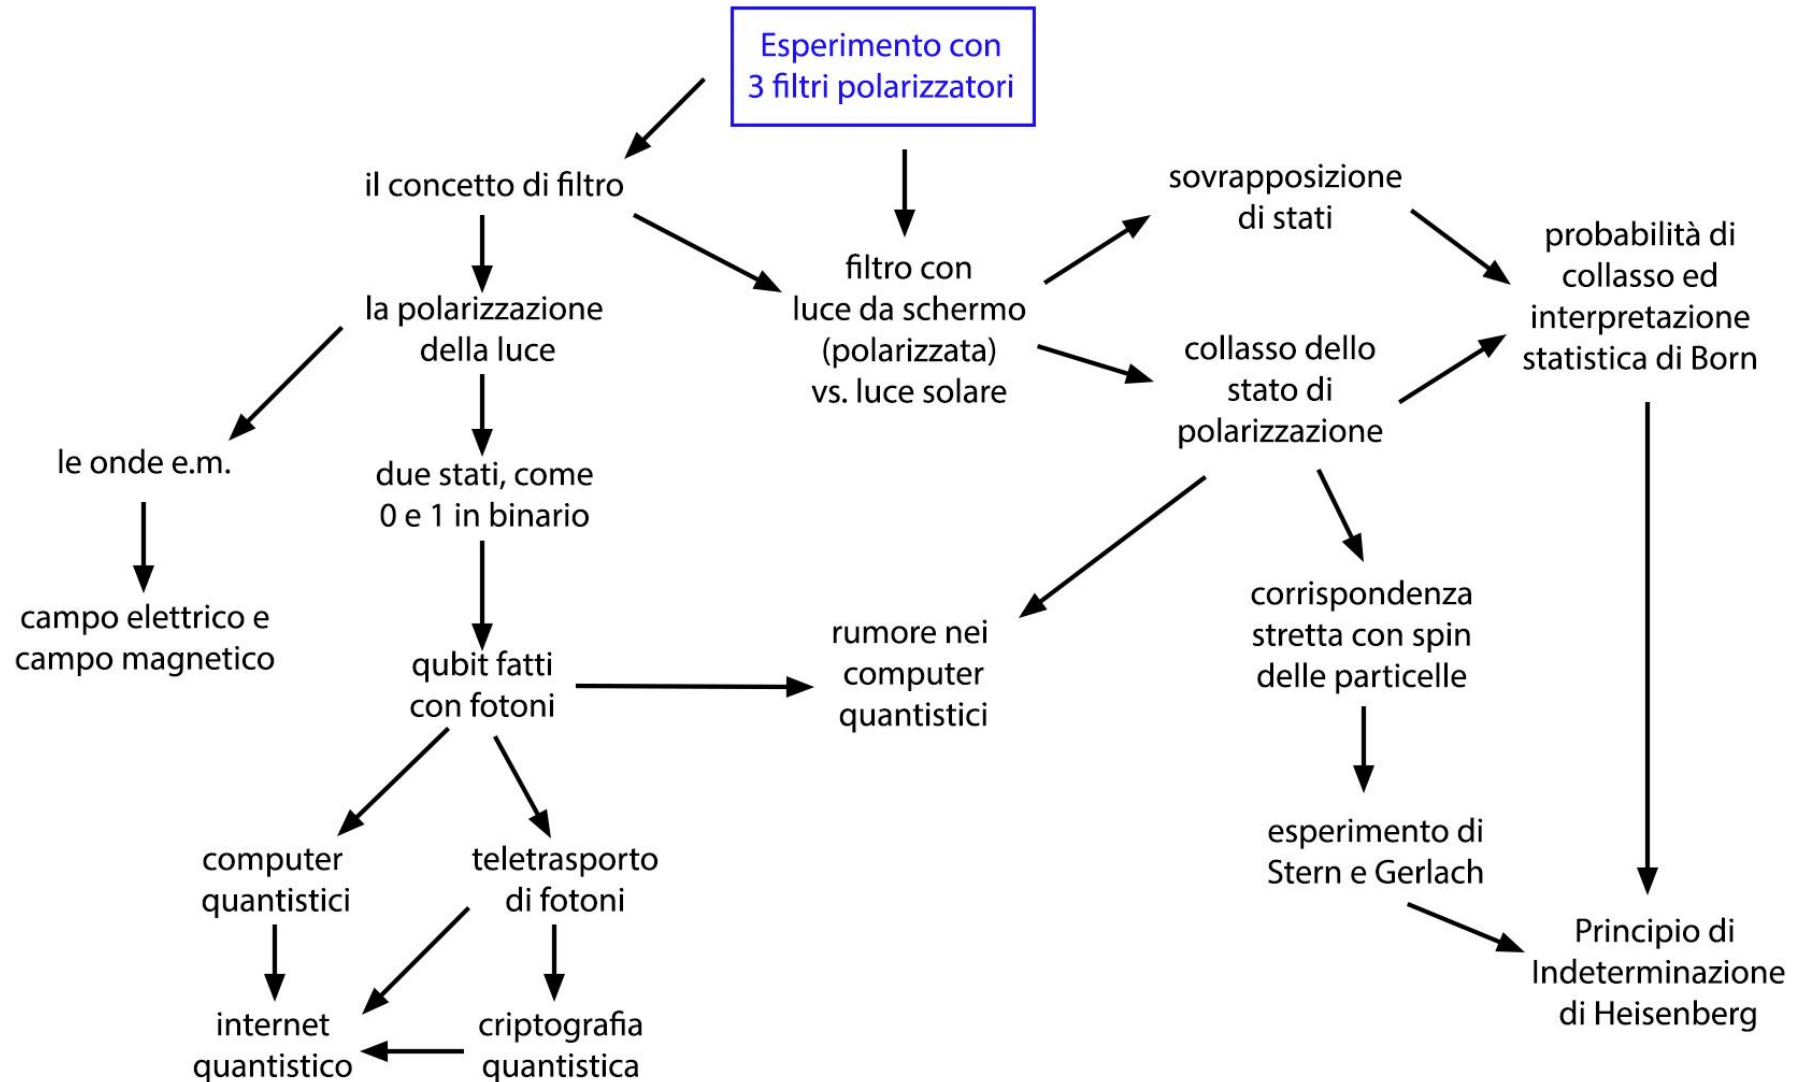 Esperimento con
3 filtri polarizzatori
il concetto di filtro
sovrapposizione
di stati
probabilità di
collasso ed
interpretazione
statistica di Born
filtro con
luce da schermo
(polarizzata)
vs. luce solare
la polarizzazione
della luce
collasso dello
stato di
polarizzazione
le onde e.m.
due stati, come
0 e 1 in binario
campo elettrico e
campo magnetico
qubit fatti
con fotoni
rumore nei
computer
quantistici
corrispondenza
stretta con spin
delle particelle
computer
quantistici
teletrasporto
di fotoni
esperimento di
Stern e Gerlach
Principio di
Indeterminazione
di Heisenberg
internet
quantistico
criptografia
quantistica